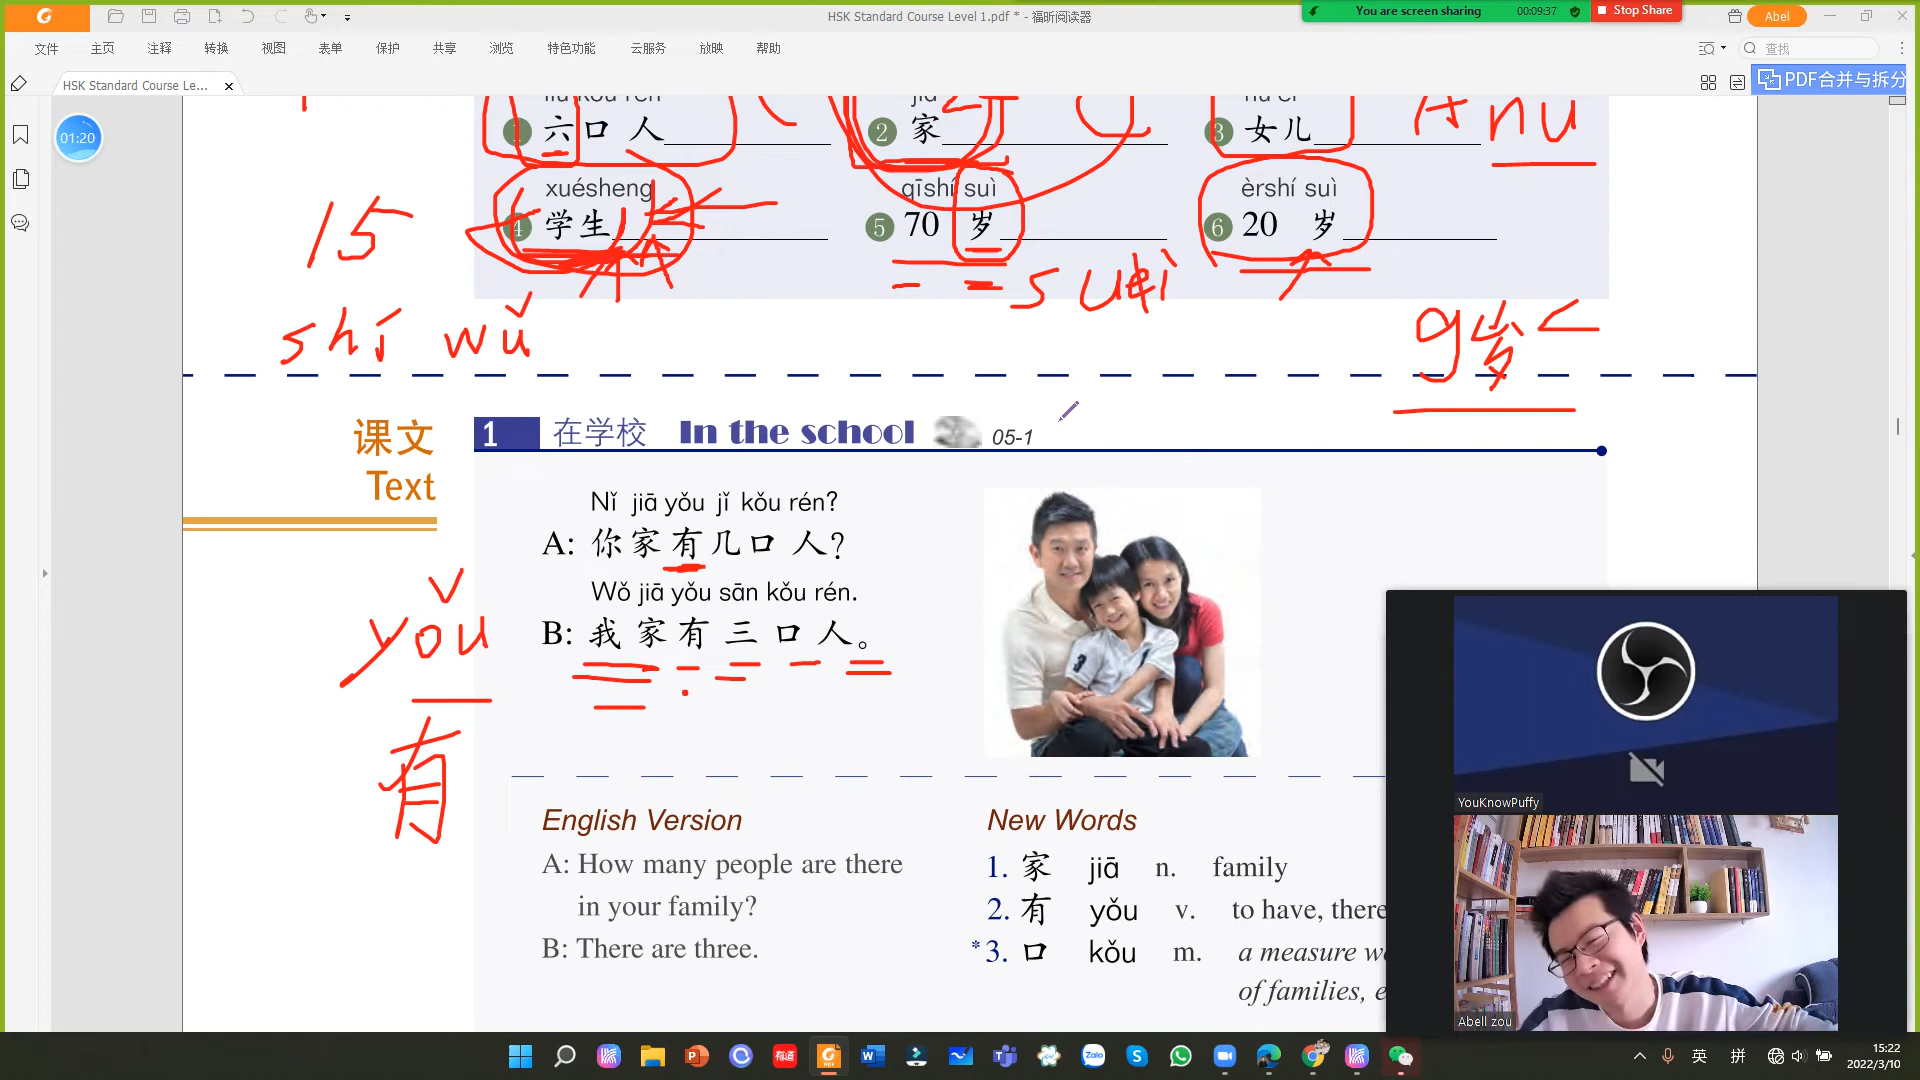 HSK Standard Course Level 1.pdf * - 福昕阅读器
You are screen sharing
00:09:37
Stop Share
Abel
文件 主页 注释 转换 视图 表单 保护 共享 浏览 特色功能 云服务 放映 帮助
查找
HSK Standard Course Le...
PDF合并与拆分
01:20
1 六口 人
2 家
3 女儿
nu
xuésheng
4 学生
qīshí suì
5 70 岁
èrshí suì
6 20 岁
15
shí wǔ
9岁
课文
Text
1 在学校 In the school 05-1
Nǐ jiā yǒu jǐ kǒu rén?
A: 你家有几口人?
Wǒ jiā yǒu sān kǒu rén.
B: 我家有三口人。
yǒu
有
English Version
A: How many people are there
in your family?
B: There are three.
New Words
1. 家 jiā n. family
2. 有 yǒu v. to have, there
*3. 口 kǒu m. a measure
of families,
YouKnowPuffy
Abell zou
英 拼
15:22
2022/3/10